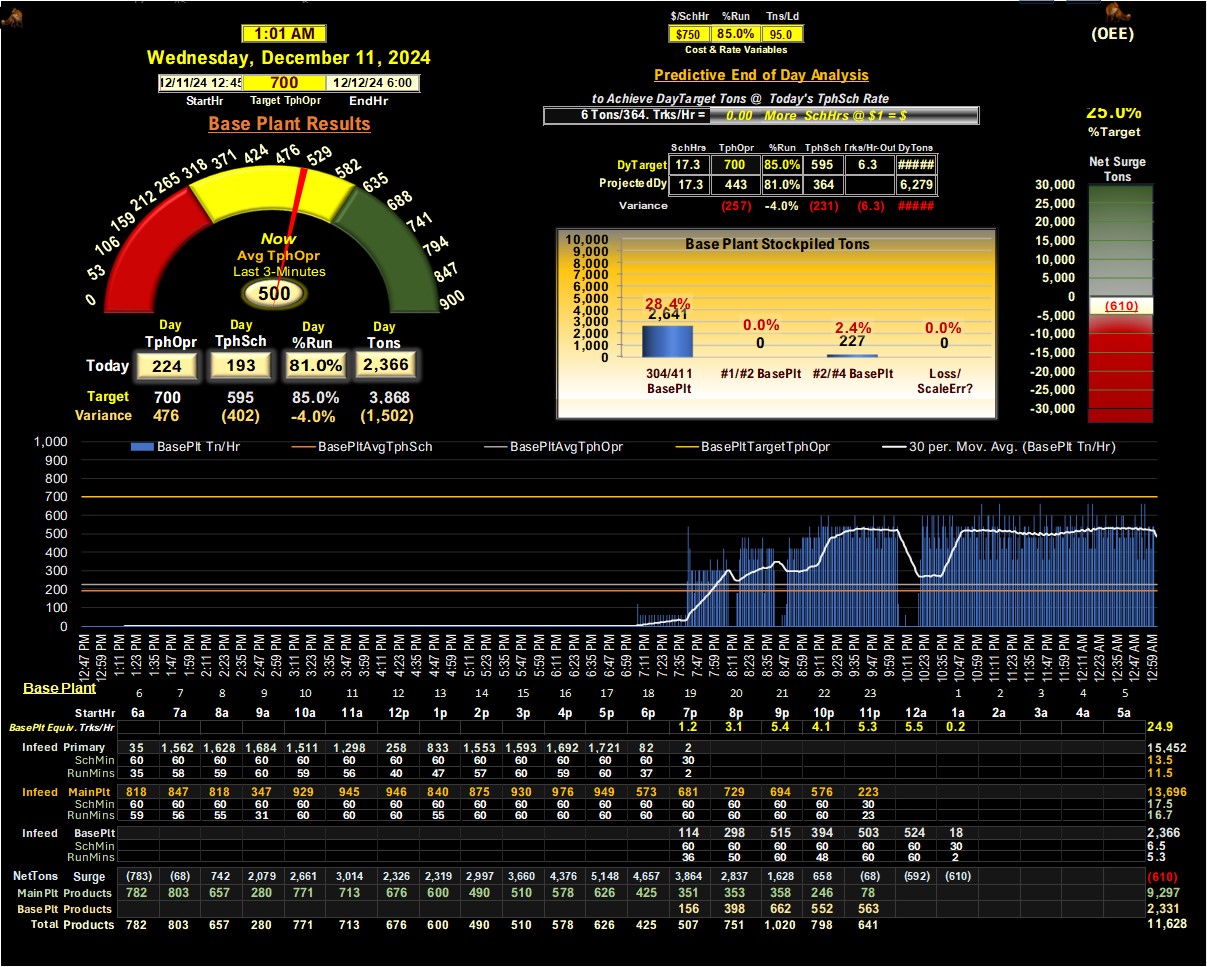 $/SchHr %Run Tns/Ld
1:01 AM
$750 85.0% 95.0
(OEE)
Cost & Rate Variables
Wednesday, December 11, 2024
Predictive End of Day Analysis
12/11/24 12:45 700 12/12/24 6:00
StartHr Target TphOpr EndHr
to Achieve DayTarget Tons @ Today's TphSch Rate
6 Tons/364. Trks/Hr = 0.00 More SchHrs @ $1 = $
25.0%
%Target
Base Plant Results
SchHrs TphOpr %Run TphSch Trks/Hr-Out DyTons
DyTarget 17.3 700 85.0% 595 6.3 #####
ProjectedDy 17.3 443 81.0% 364 6,279
Variance (257) -4.0% (231) (6.3) #####
Net Surge
Tons
30,000
25,000
20,000
15,000
10,000
5,000
0
(610)
-5,000
-10,000
-15,000
-20,000
-25,000
-30,000
0 53 106 159 212 265 318 371 424 476 529 582 635 688 741 794 847 900
Now
Avg TphOpr
Last 3-Minutes
500
Base Plant Stockpiled Tons
10,000
9,000
8,000
7,000
6,000
5,000
4,000
3,000
2,000
1,000
0
28.4% 0.0% 2.4% 0.0%
2,641 0 227 0
304/411 #1/#2 BasePlt #2/#4 BasePlt Loss/
BasePlt ScaleErr?
Day Day Day Day
TphOpr TphSch %Run Tons
Today 224 193 81.0% 2,366
Target 700 595 85.0% 3,868
Variance 476 (402) -4.0% (1,502)
BasePlt Tn/Hr BasePltAvgTphSch BasePltAvgTphOpr BasePltTargetTphOpr 30 per. Mov. Avg. (BasePlt Tn/Hr)
1,000
900
800
700
600
500
400
300
200
100
0
12:47 PM 12:59 PM 1:11 PM 1:23 PM 1:35 PM 1:47 PM 1:59 PM 2:11 PM 2:23 PM 2:35 PM 2:47 PM 2:59 PM 3:11 PM 3:23 PM 3:35 PM 3:47 PM 3:59 PM 4:11 PM 4:23 PM 4:35 PM 4:47 PM 4:59 PM 5:11 PM 5:23 PM 5:35 PM 5:47 PM 5:59 PM 6:11 PM 6:23 PM 6:35 PM 6:47 PM 6:59 PM 7:11 PM 7:23 PM 7:35 PM 7:47 PM 7:59 PM 8:11 PM 8:23 PM 8:35 PM 8:47 PM 8:59 PM 9:11 PM 9:23 PM 9:35 PM 9:47 PM 9:59 PM 10:11 PM 10:23 PM 10:35 PM 10:47 PM 10:59 PM 11:11 PM 11:23 PM 11:35 PM 11:47 PM 11:59 PM 12:11 AM 12:23 AM 12:35 AM 12:47 AM 12:59 AM
Base Plant
6 7 8 9 10 11 12 13 14 15 16 17 18 19 20 21 22 23 1 2 3 4 5
StartHr 6a 7a 8a 9a 10a 11a 12p 1p 2p 3p 4p 5p 6p 7p 8p 9p 10p 11p 12a 1a 2a 3a 4a 5a
BasePlt Equiv. Trks/Hr 1.2 3.1 5.4 4.1 5.3 5.5 0.2 24.9
Infeed Primary 35 1,562 1,628 1,684 1,511 1,298 258 833 1,553 1,593 1,692 1,721 82 2 15,452
SchMin 60 60 60 60 60 60 60 60 60 60 60 60 60 30 13.5
RunMins 35 58 59 60 59 56 40 47 57 60 59 60 37 2 11.5
Infeed MainPlt 818 847 818 347 929 945 946 840 875 930 976 949 573 681 729 694 576 223 13,696
SchMin 60 60 60 60 60 60 60 60 60 60 60 60 60 60 60 60 60 30 17.5
RunMins 59 56 55 31 60 60 60 55 60 60 60 60 60 60 60 60 60 23 16.7
Infeed BasePlt 114 298 515 394 503 524 18 2,366
SchMin 60 60 60 60 60 60 30 6.5
RunMins 36 50 60 48 60 60 2 5.3
NetTons Surge (783) (68) 742 2,079 2,661 3,014 2,326 2,319 2,997 3,660 4,376 5,148 4,657 3,864 2,837 1,628 658 (68) (592) (610) (610)
MainPlt Products 782 803 657 280 771 713 676 600 490 510 578 626 425 351 353 358 246 78 9,297
BasePlt Products 156 398 662 552 563 2,331
Total Products 782 803 657 280 771 713 676 600 490 510 578 626 425 507 751 1,020 798 641 11,628